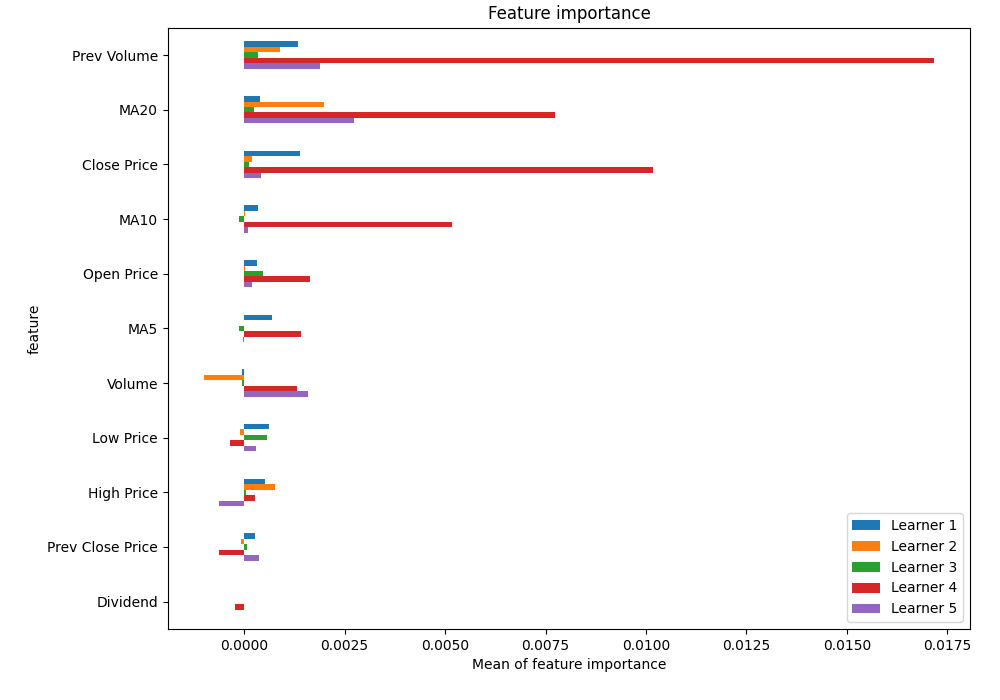 Feature importance
Prev Volume
MA20
Close Price
MA10
Open Price
MA5
Volume
Low Price
High Price
Prev Close Price
Dividend
feature
0.0000 0.0025 0.0050 0.0075 0.0100 0.0125 0.0150 0.0175
Mean of feature importance
Learner 1
Learner 2
Learner 3
Learner 4
Learner 5